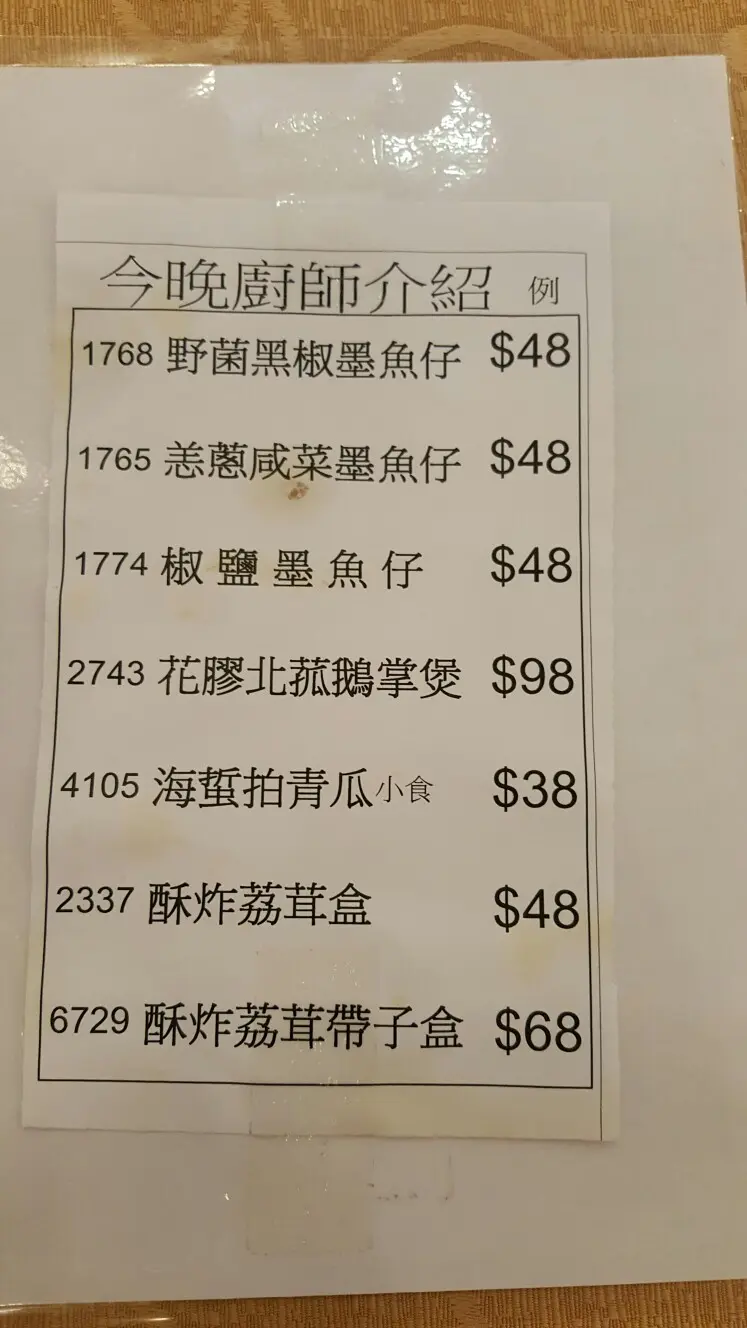 今晚廚師介紹 例
1768 野菌黑椒墨魚仔 $48
1765 恙蔥咸菜墨魚仔 $48
1774 椒鹽墨魚仔 $48
2743 花膠北菰鵝掌煲 $98
4105 海蜇拍青瓜小食 $38
2337 酥炸荔茸盒 $48
6729 酥炸荔茸帶子盒 $68